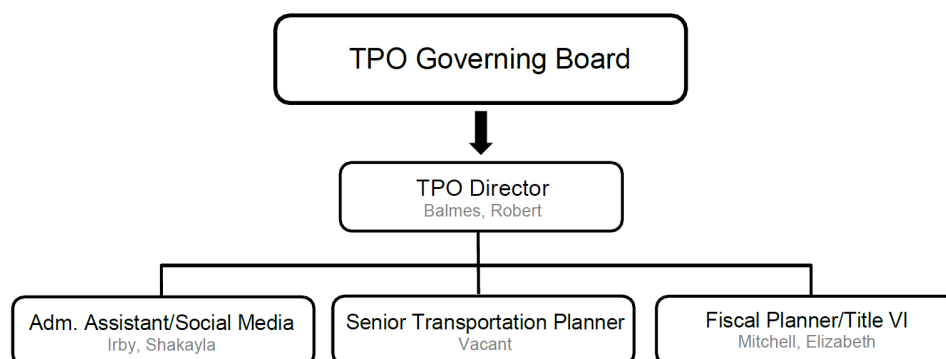 TPO Governing Board
TPO Director
Balmes, Robert
Adm. Assistant/Social Media
Irby, Shakayla
Senior Transportation Planner
Vacant
Fiscal Planner/Title VI
Mitchell, Elizabeth